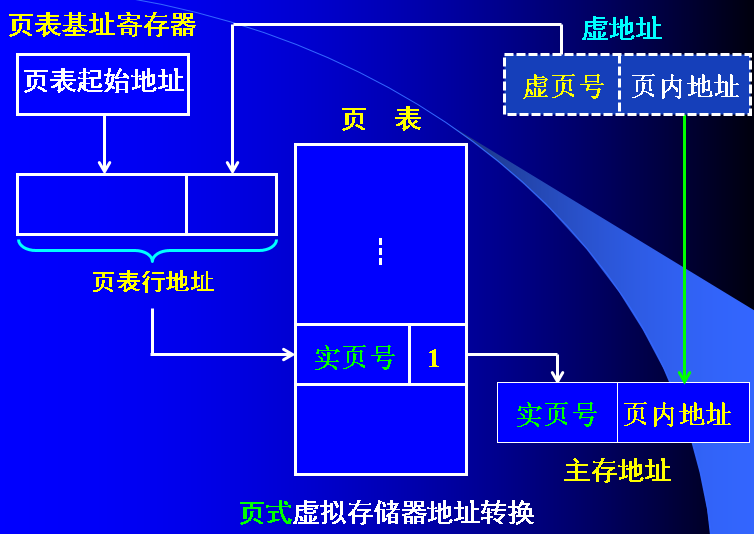 页表基址寄存器
虚地址
页表起始地址
虚页号
页内地址
页 表
页表行地址
实页号
1
实页号
页内地址
主存地址
页式虚拟存储器地址转换